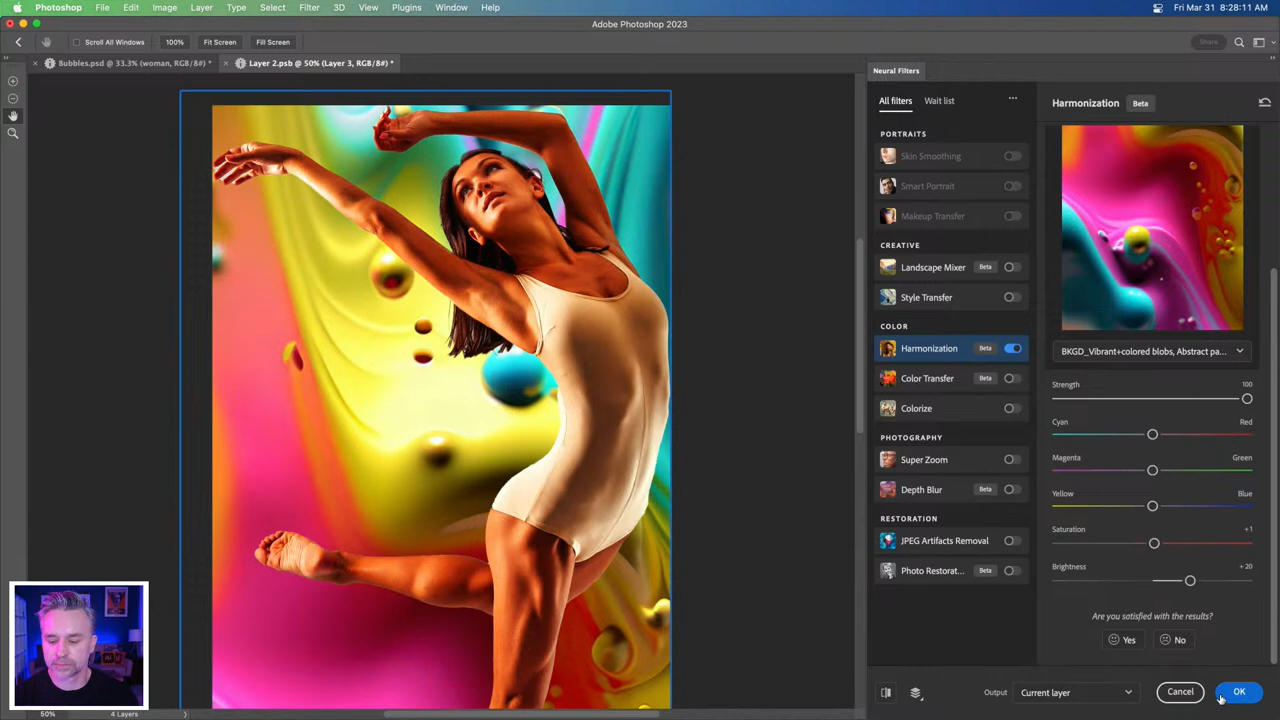 Photoshop File Edit Image Layer Type Select Filter 3D View Plugins Window Help Fri Mar 31 8:28:11 AM
Adobe Photoshop 2023
Scroll All Windows 100% Fit Screen Fill Screen Share
Bubbles.psd @ 33.3% (woman, RGB/8#) * Layer 2.psb @ 50% (Layer 3, RGB/8#) *
Neural Filters
All filters Wait list
PORTRAITS
Skin Smoothing
Smart Portrait
Makeup Transfer
CREATIVE
Landscape Mixer Beta
Style Transfer
COLOR
Harmonization Beta
Color Transfer Beta
Colorize
PHOTOGRAPHY
Super Zoom
Depth Blur Beta
RESTORATION
JPEG Artifacts Removal
Photo Restorat... Beta
Harmonization Beta
BKGD_Vibrant+colored blobs, Abstract pa...
Strength 100
Cyan Red
Magenta Green
Yellow Blue
Saturation +1
Brightness +20
Are you satisfied with the results?
Yes No
Output Current layer Cancel OK
50% 4 Layers